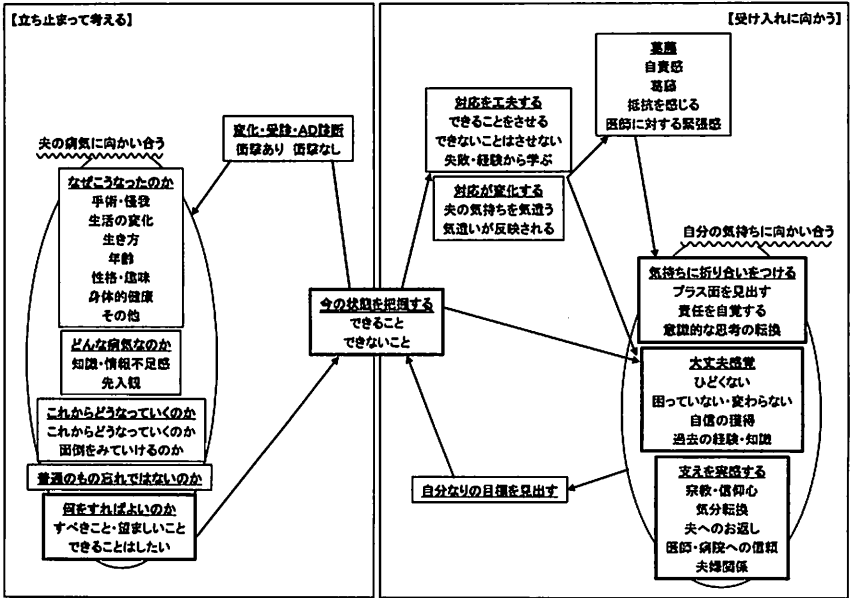 【立ち止まって考える】
夫の病気に向かい合う
変化・受診・AD診断
衝撃あり 衝撃なし
なぜこうなったのか
手術・怪我
生活の変化
生き方
年齢
性格・趣味
身体的健康
その他
どんな病気なのか
知識・情報不足感
先入観
これからどうなっていくのか
これからどうなっていくのか
面倒をみていけるのか
普通のもの忘れではないのか
何をすればよいのか
すべきこと・望ましいこと
できることはしたい
今の状態を把握する
できること
できないこと
【受け入れに向かう】
対応を工夫する
できることをさせる
できないことはさせない
失敗・経験から学ぶ
対応が変化する
夫の気持ちを気遣う
気遣いが反映される
葛藤
自責感
葛藤
抵抗を感じる
医師に対する緊張感
自分の気持ちに向かい合う
気持ちに折り合いをつける
プラス面を見出す
責任を自覚する
意識的な思考の転換
大丈夫感覚
ひどくない
困っていない・変わらない
自信の獲得
過去の経験・知識
支えを実感する
宗教・信仰心
気分転換
夫へのお返し
医師・病院への信頼
夫婦関係
自分なりの目標を見出す